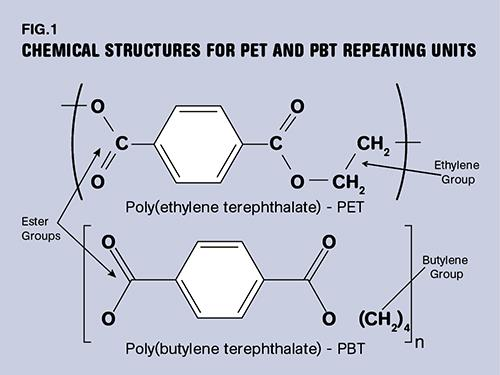 FIG.1
CHEMICAL STRUCTURES FOR PET AND PBT REPEATING UNITS
O
O
C
C
CH2
O
O
CH2
Ethylene
Group
Poly(ethylene terephthalate) - PET
Ester
Groups
O
O
Butylene
Group
O
O
(CH2)4
n
Poly(butylene terephthalate) - PBT